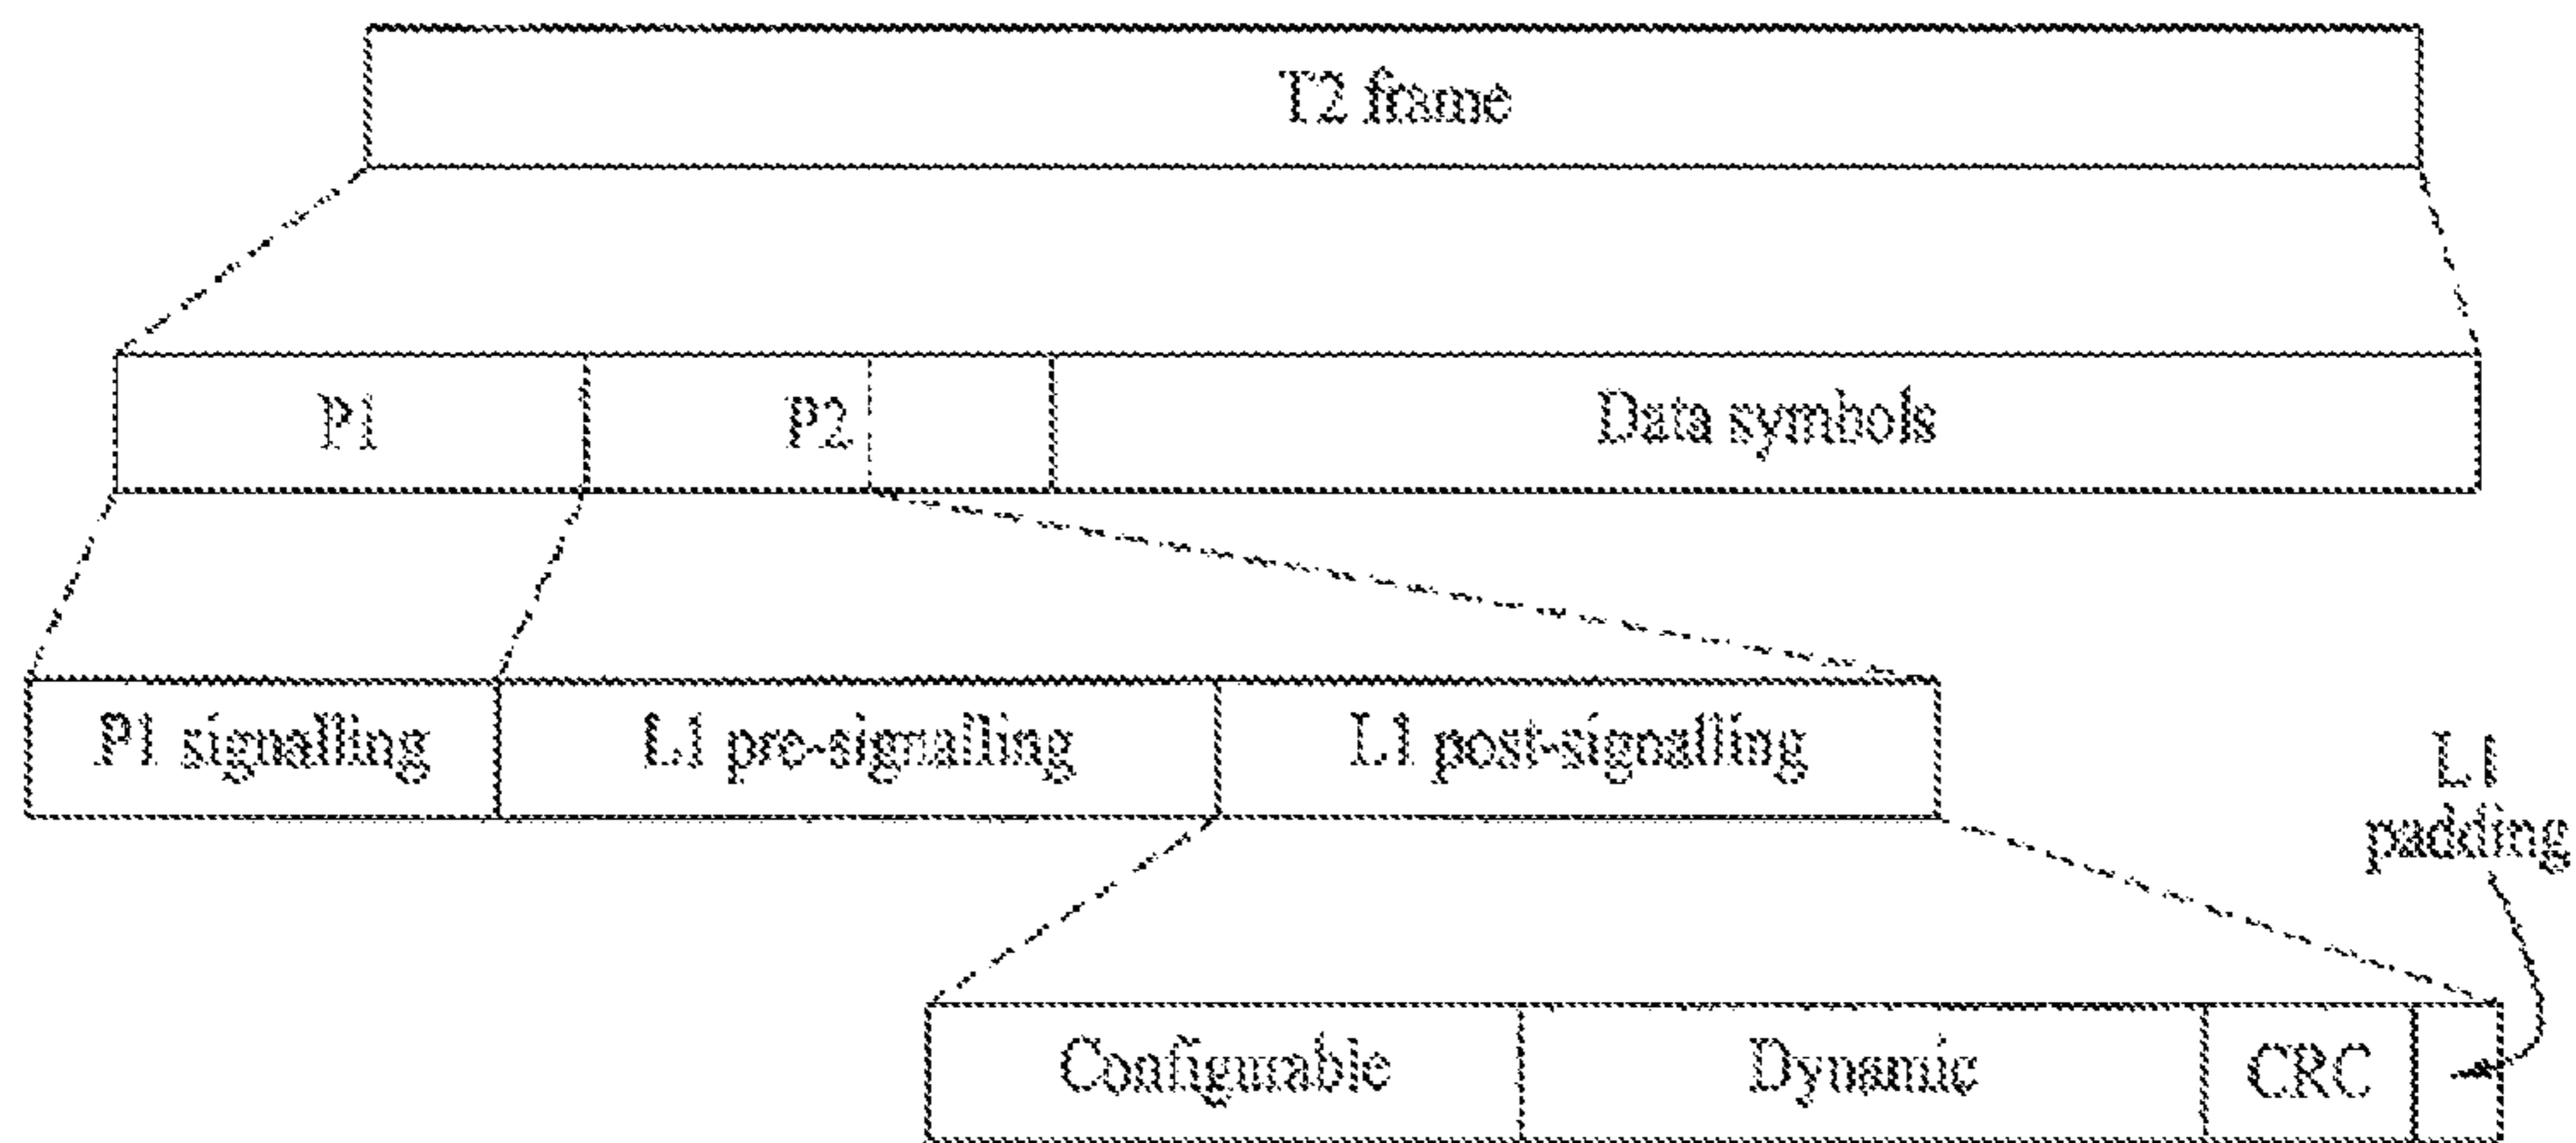 T2 frame
P1
P2
Data symbols
P1 signalling
L1 pre-signalling
L1 post-signalling
L1
padding
Configurable
Dynamic
CRC